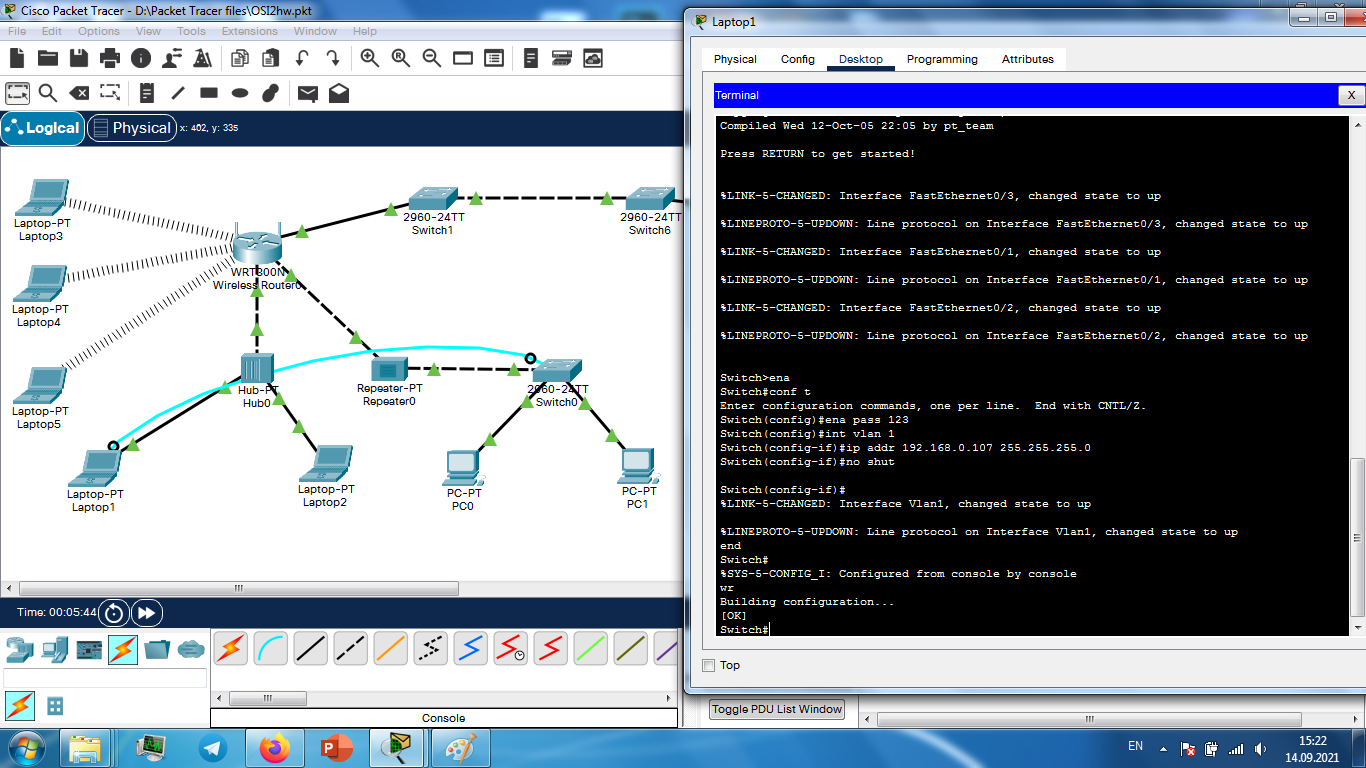 Cisco Packet Tracer - D:\Packet Tracer files\OSI2hw.pkt
File Edit Options View Tools Extensions Window Help
Logical
Physical
x: 402, y: 335
Laptop-PT
Laptop3
Laptop-PT
Laptop4
Laptop-PT
Laptop5
WRT300N
Wireless Router0
2960-24TT
Switch1
2960-24TT
Switch6
Hub-PT
Hub0
Repeater-PT
Repeater0
2960-24TT
Switch0
Laptop-PT
Laptop1
Laptop-PT
Laptop2
PC-PT
PC0
PC-PT
PC1
Time: 00:05:44
Console
Laptop1
Physical Config Desktop Programming Attributes
Terminal
X
Compiled Wed 12-Oct-05 22:05 by pt_team
Press RETURN to get started!
%LINK-5-CHANGED: Interface FastEthernet0/3, changed state to up
%LINEPROTO-5-UPDOWN: Line protocol on Interface FastEthernet0/3, changed state to up
%LINK-5-CHANGED: Interface FastEthernet0/1, changed state to up
%LINEPROTO-5-UPDOWN: Line protocol on Interface FastEthernet0/1, changed state to up
%LINK-5-CHANGED: Interface FastEthernet0/2, changed state to up
%LINEPROTO-5-UPDOWN: Line protocol on Interface FastEthernet0/2, changed state to up
Switch>ena
Switch#conf t
Enter configuration commands, one per line. End with CNTL/Z.
Switch(config)#ena pass 123
Switch(config)#int vlan 1
Switch(config-if)#ip addr 192.168.0.107 255.255.255.0
Switch(config-if)#no shut
Switch(config-if)#
%LINK-5-CHANGED: Interface Vlan1, changed state to up
%LINEPROTO-5-UPDOWN: Line protocol on Interface Vlan1, changed state to up
end
Switch#
%SYS-5-CONFIG_I: Configured from console by console
wr
Building configuration...
[OK]
Switch#
Top
Toggle PDU List Window
EN
15:22
14.09.2021